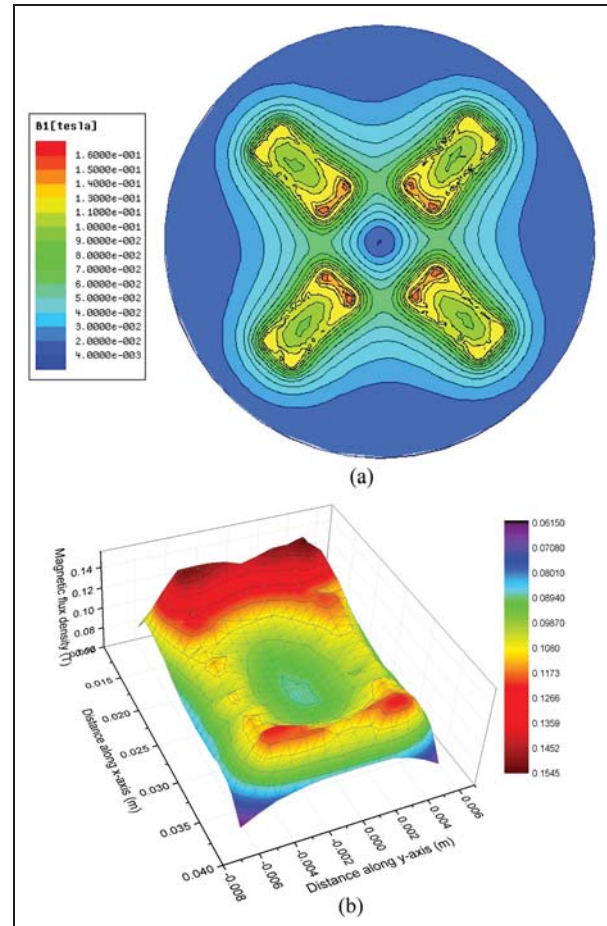 B1[tesla]
1.6000e-001
1.5000e-001
1.4000e-001
1.3000e-001
1.1000e-001
1.0000e-001
9.0000e-002
8.0000e-002
7.0000e-002
6.0000e-002
5.0000e-002
4.0000e-002
3.0000e-002
2.0000e-002
4.0000e-003
(a)
Magnetic flux density (T)
0.14
0.12
0.10
0.08
0.015
0.020
0.025
0.030
0.035
0.040
Distance along x-axis (m)
-0.008
-0.006
-0.004
-0.002
0.000
0.002
0.004
0.006
Distance along y-axis (m)
0.06150
0.07080
0.08010
0.08940
0.09870
0.1080
0.1173
0.1266
0.1359
0.1452
0.1545
(b)